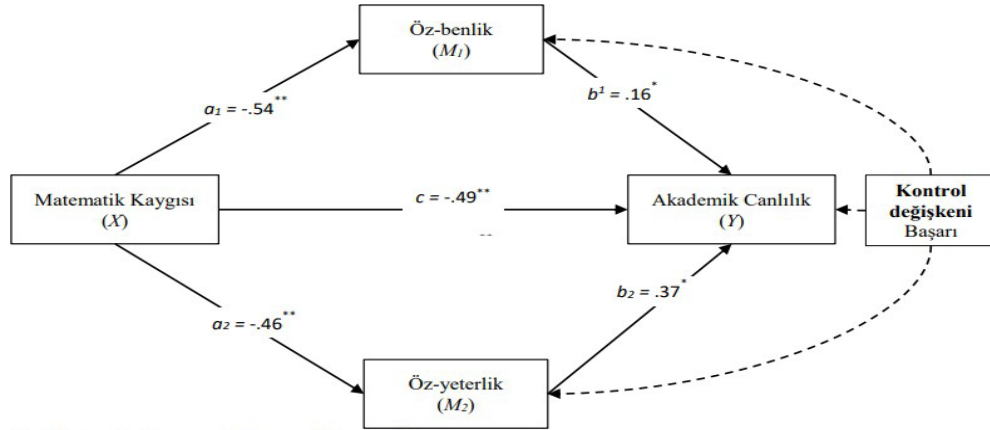 Öz-benlik
(M1)
a1 = -.54**
b1 = .16*
Matematik Kaygısı
(X)
c = -.49**
**
Akademik Canlılık
(Y)
Kontrol
değişkeni
Başarı
a2 = -.46**
b2 = .37*
Öz-yeterlik
(M2)